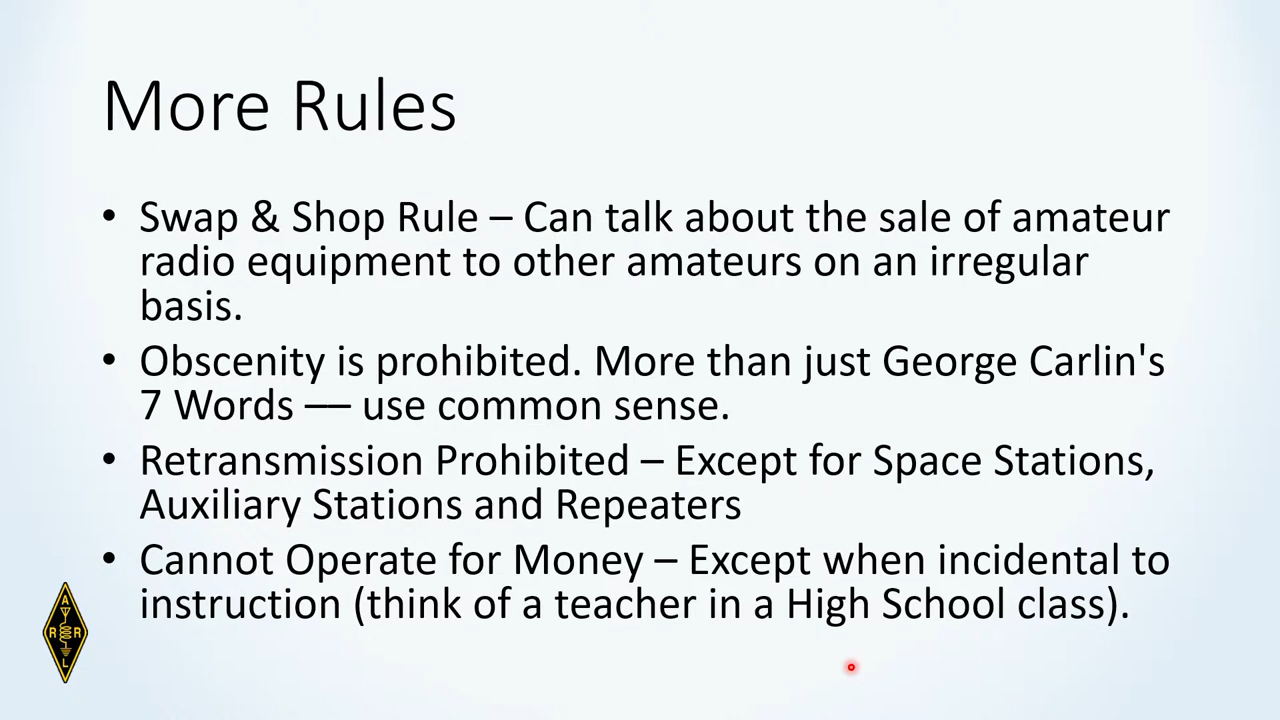 More Rules
• Swap & Shop Rule – Can talk about the sale of amateur
radio equipment to other amateurs on an irregular
basis.
• Obscenity is prohibited. More than just George Carlin's
7 Words –– use common sense.
• Retransmission Prohibited – Except for Space Stations,
Auxiliary Stations and Repeaters
• Cannot Operate for Money – Except when incidental to
instruction (think of a teacher in a High School class).
A
R R
L